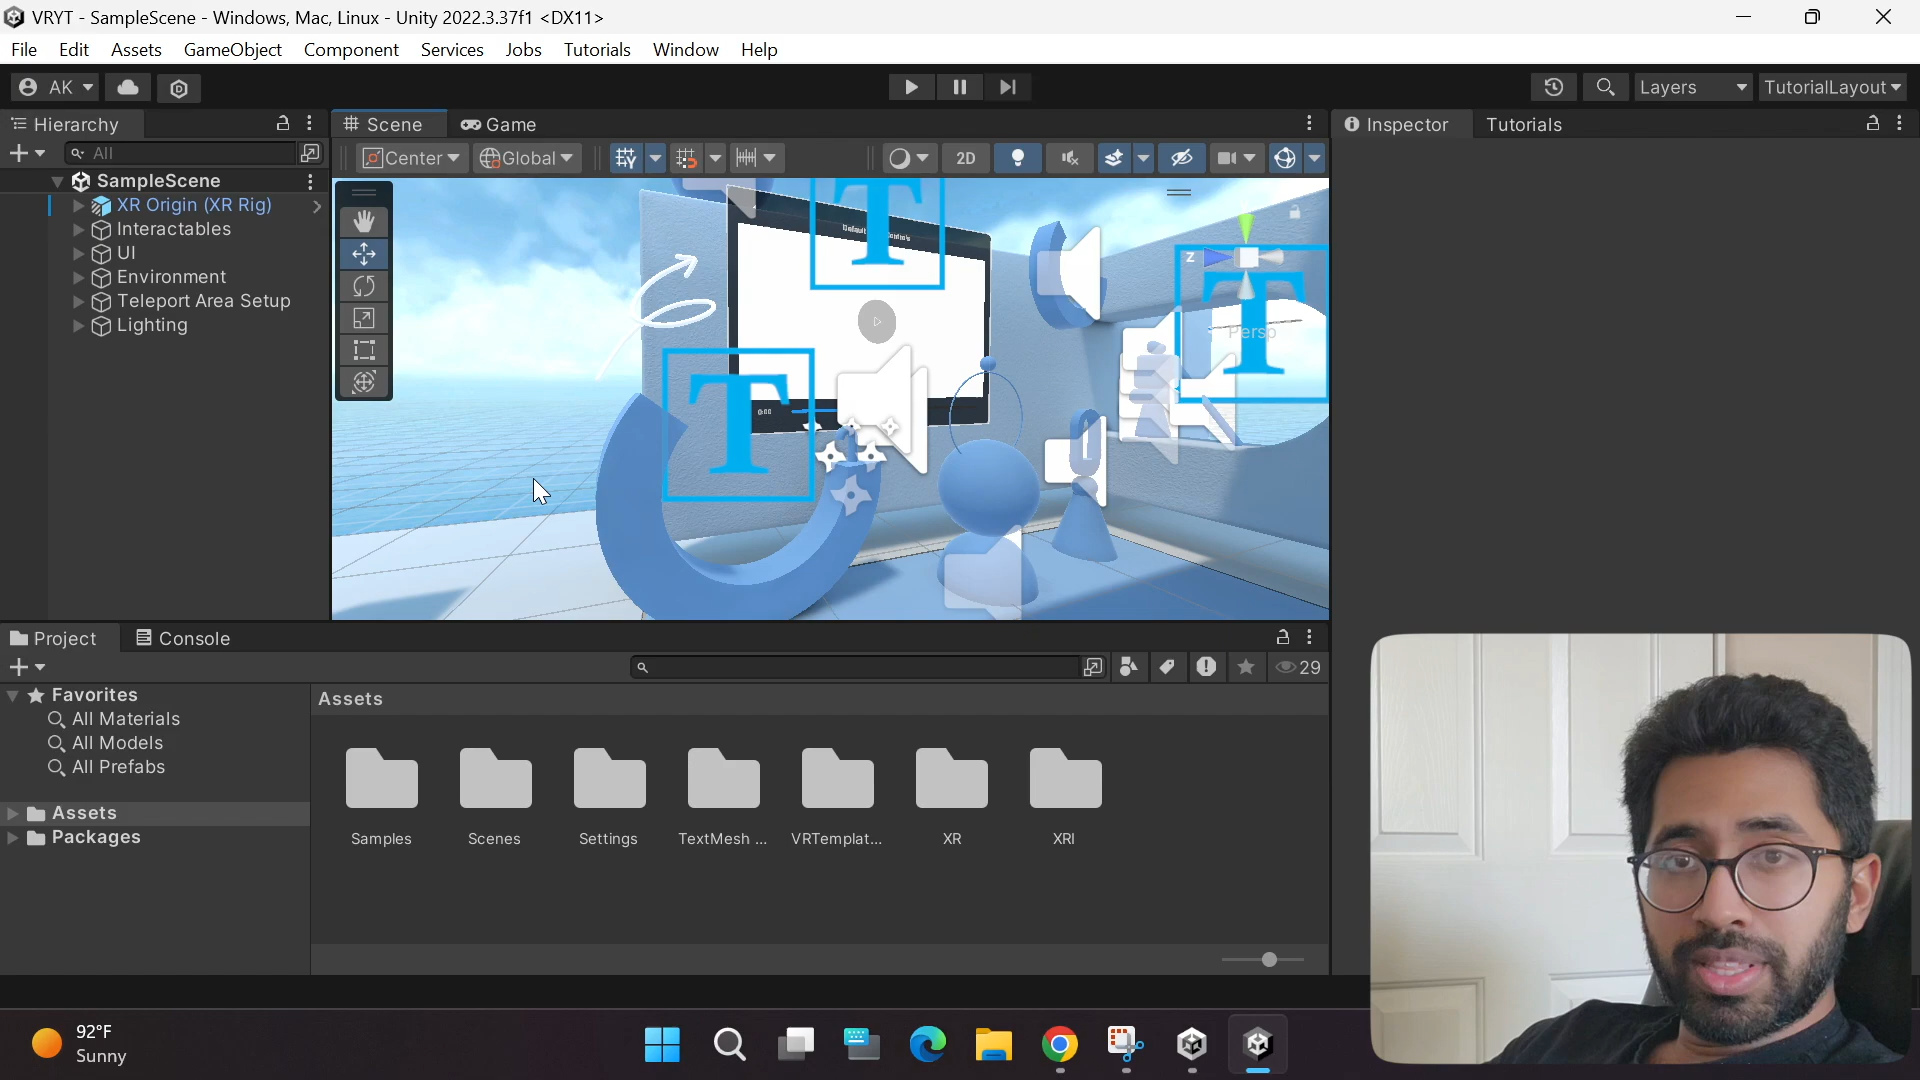 VRYT - SampleScene - Windows, Mac, Linux - Unity 2022.3.37f1 <DX11>
File Edit Assets GameObject Component Services Jobs Tutorials Window Help
AK Layers TutorialLayout
Hierarchy Scene Game Inspector Tutorials
All Center Global 2D
SampleScene
XR Origin (XR Rig)
Interactables
UI
Environment
Teleport Area Setup
Lighting
T
T
T
z
Persp
0:00
Project Console
29
Favorites
All Materials
All Models
All Prefabs
Assets
Packages
Assets
Samples Scenes Settings TextMesh ... VRTemplat... XR XRI
92°F
Sunny